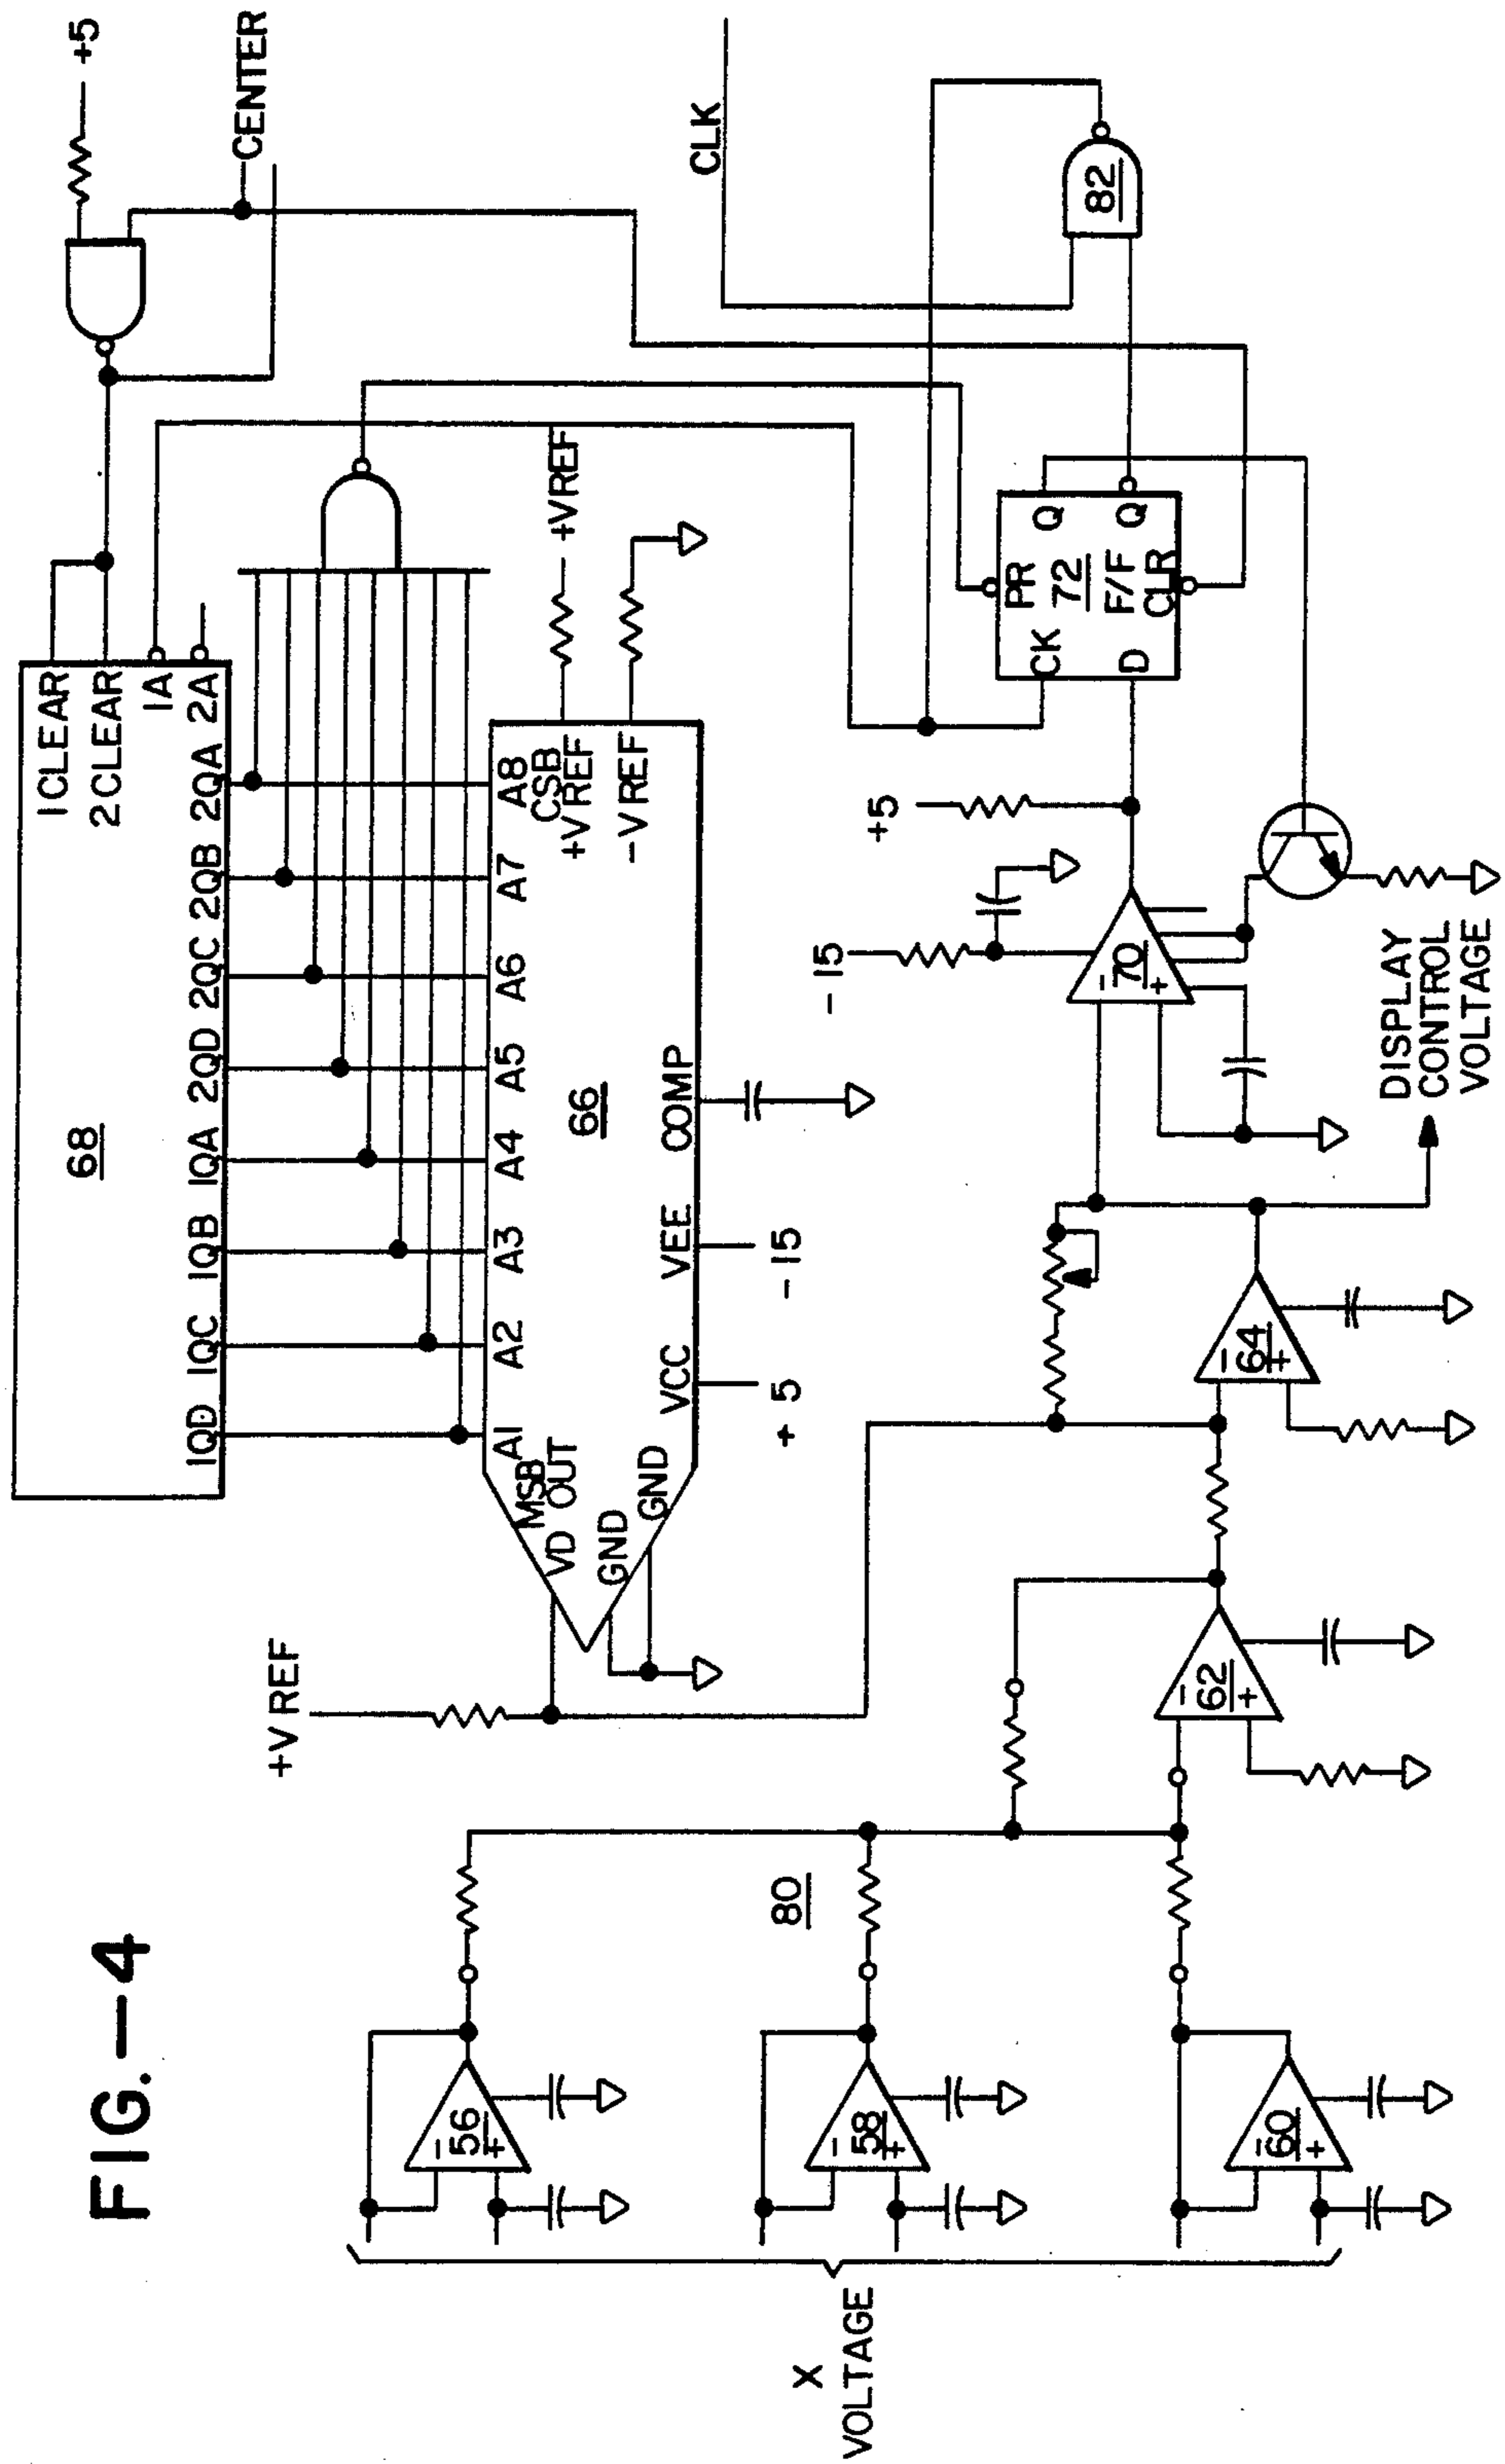 FIG.—4
+5
CENTER
CLK
68
1CLEAR
2CLEAR
1A
2A
1QD 1QC 1QB 1QA 2QD 2QC 2QB 2QA
A1 A2 A3 A4 A5 A6 A7 A8
MSB
CSB
VD OUT
66
+VREF
+VREF
-VREF
GND
GND
VCC
VEE
COMP
+5
-15
+VREF
X
VOLTAGE
-
56
+
-
58
+
-
60
+
80
-
62
+
-
64
+
-15
+5
-
70
+
CK
PR
Q
72
F/F
D
CLR
Q
82
DISPLAY
CONTROL
VOLTAGE